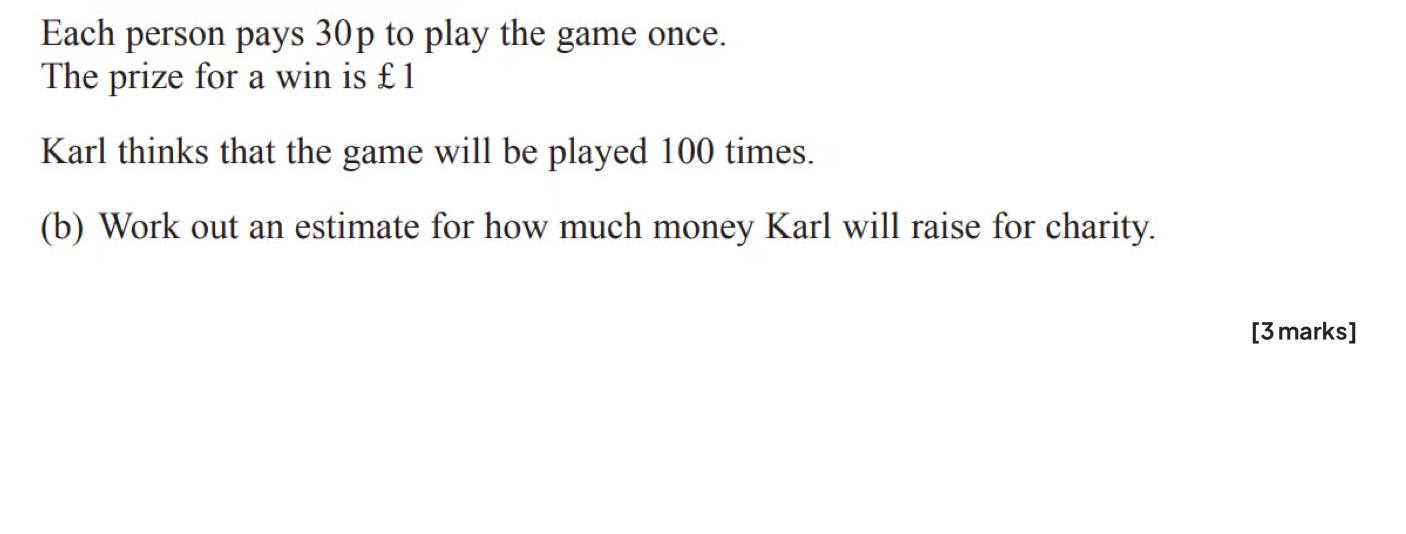 Each person pays 30p to play the game once.
The prize for a win is £1
Karl thinks that the game will be played 100 times.
(b) Work out an estimate for how much money Karl will raise for charity.
[3 marks]